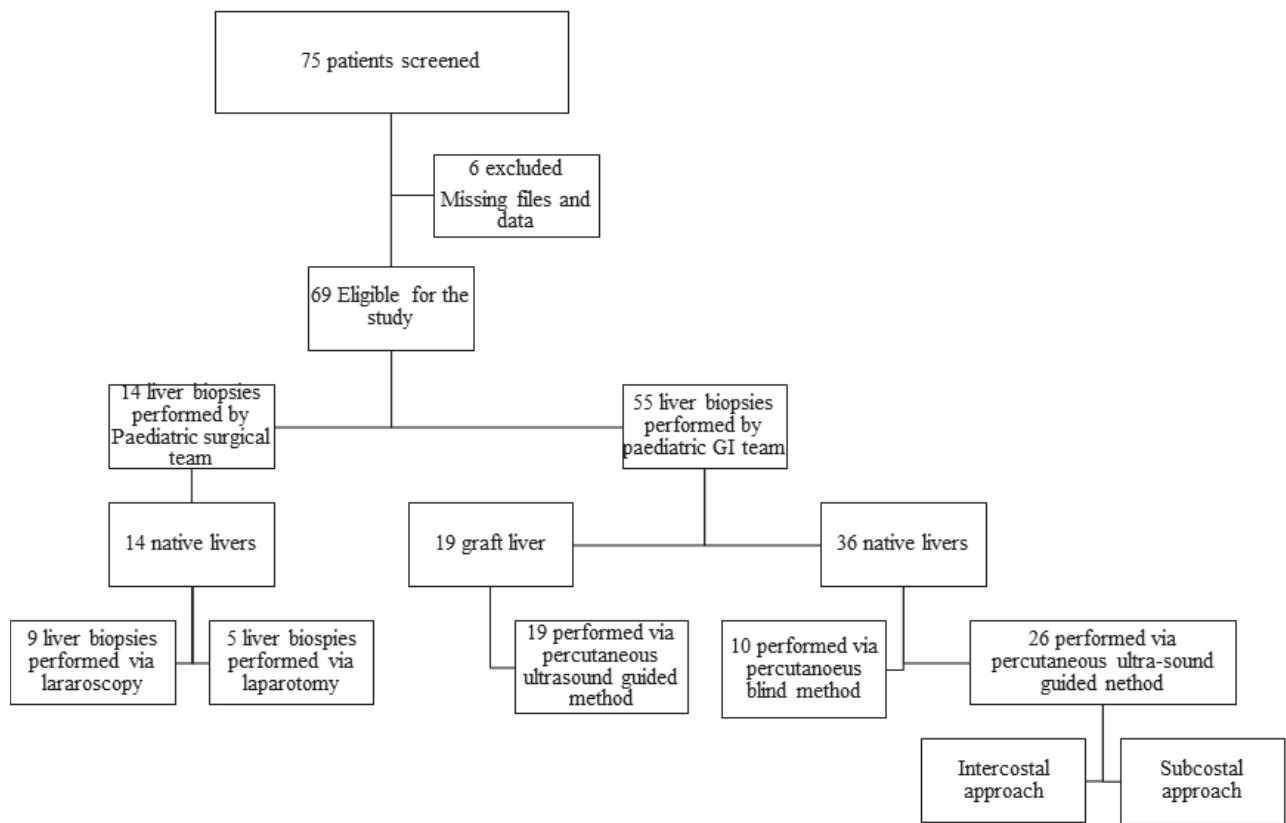 75 patients screened
6 excluded
Missing files and
data
69 Eligible for the
study
14 liver biopsies
performed by
Paediatric surgical
team
55 liver biopsies
performed by
paediatric GI team
14 native livers
19 graft liver
36 native livers
9 liver biopsies
performed via
lararoscopy
5 liver biospies
performed via
laparotomy
19 performed via
percutaneous
ultrasound guided
method
10 performed via
percutanoeus
blind method
26 performed via
percutaneous ultra-sound
guided nethod
Intercostal
approach
Subcostal
approach